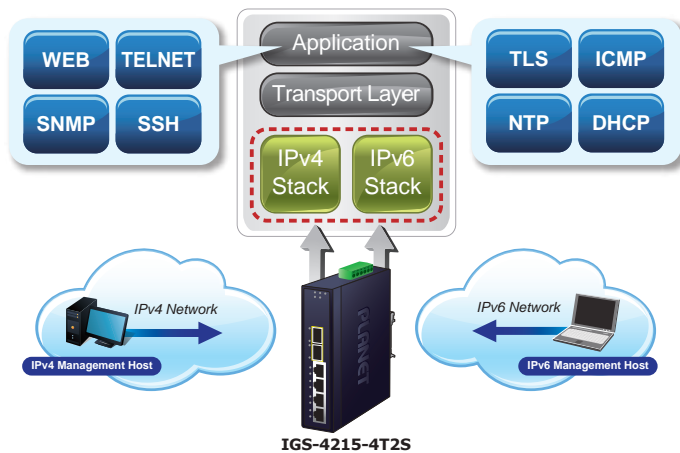 WEB TELNET
SNMP SSH
Application
Transport Layer
IPv4 Stack
IPv6 Stack
TLS ICMP
NTP DHCP
IPv4 Network
IPv4 Management Host
PLANET
IPv6 Network
IPv6 Management Host
IGS-4215-4T2S